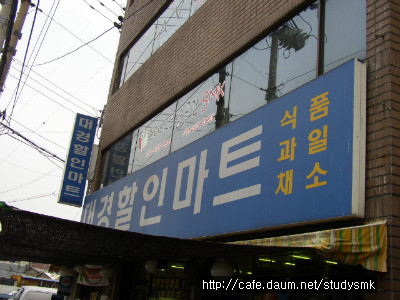 대경할인마트
대경할인마트
식품
과일
채소
http://cafe.daum.net/studysmk